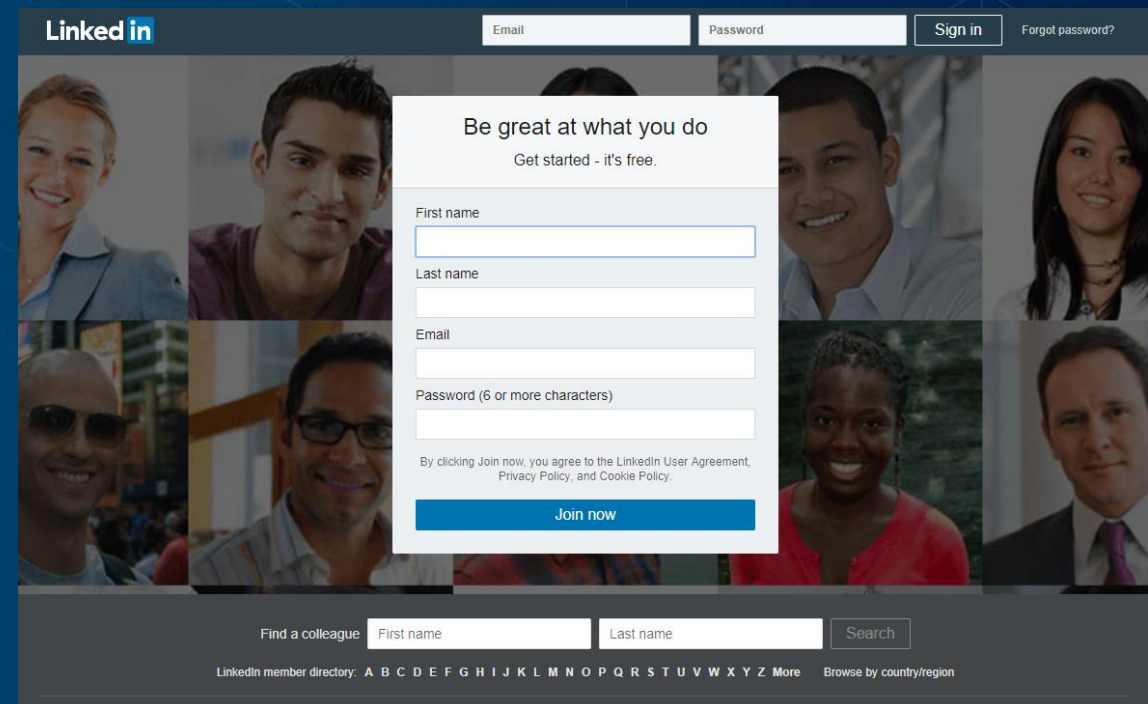 Linked in
Email Password Sign in Forgot password?
Be great at what you do
Get started - it's free.
First name
Last name
Email
Password (6 or more characters)
By clicking Join now, you agree to the LinkedIn User Agreement,
Privacy Policy, and Cookie Policy.
Join now
Find a colleague First name Last name Search
LinkedIn member directory: A B C D E F G H I J K L M N O P Q R S T U V W X Y Z More Browse by country/region